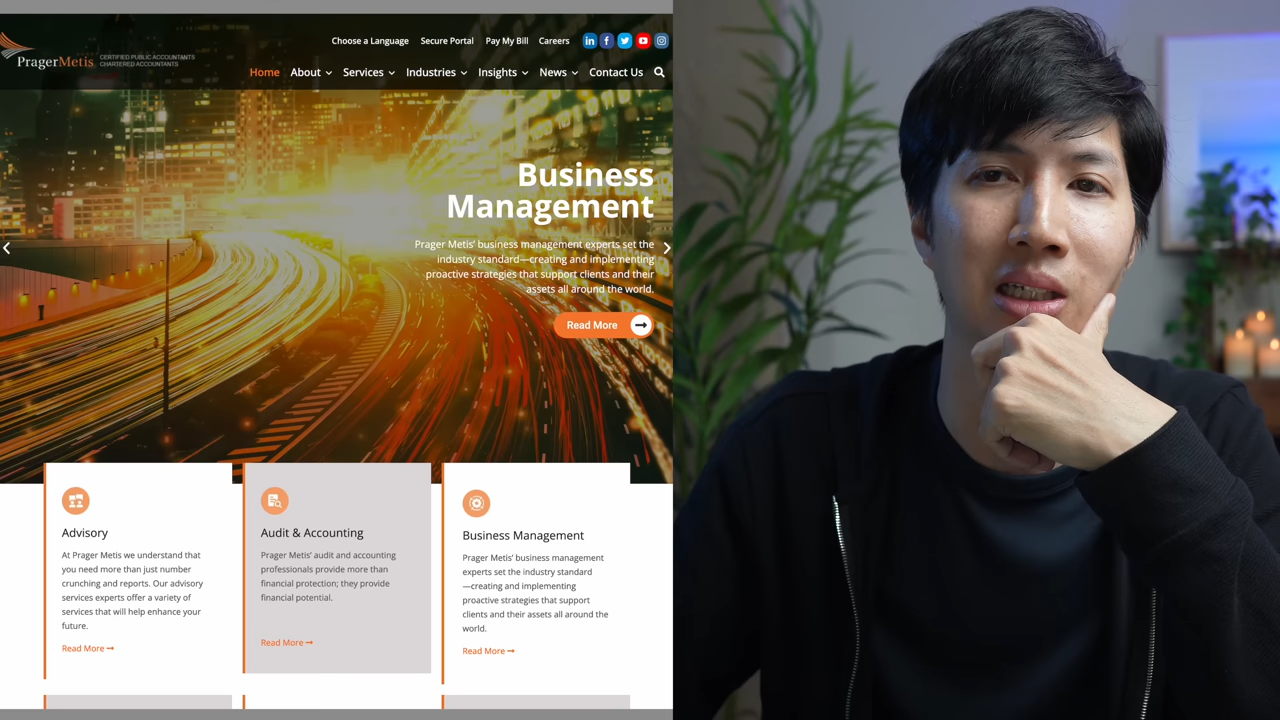 Choose a Language Secure Portal Pay My Bill Careers
PragerMetis CERTIFIED PUBLIC ACCOUNTANTS
CHARTERED ACCOUNTANTS
Home About Services Industries Insights News Contact Us
Business
Management
Prager Metis' business management experts set the
industry standard—creating and implementing
proactive strategies that support clients and their
assets all around the world.
Read More
Advisory
At Prager Metis we understand that
you need more than just number
crunching and reports. Our advisory
services experts offer a variety of
services that will help enhance your
future.
Read More
Audit & Accounting
Prager Metis' audit and accounting
professionals provide more than
financial protection; they provide
financial potential.
Read More
Business Management
Prager Metis' business management
experts set the industry standard
—creating and implementing
proactive strategies that support
clients and their assets all around the
world.
Read More